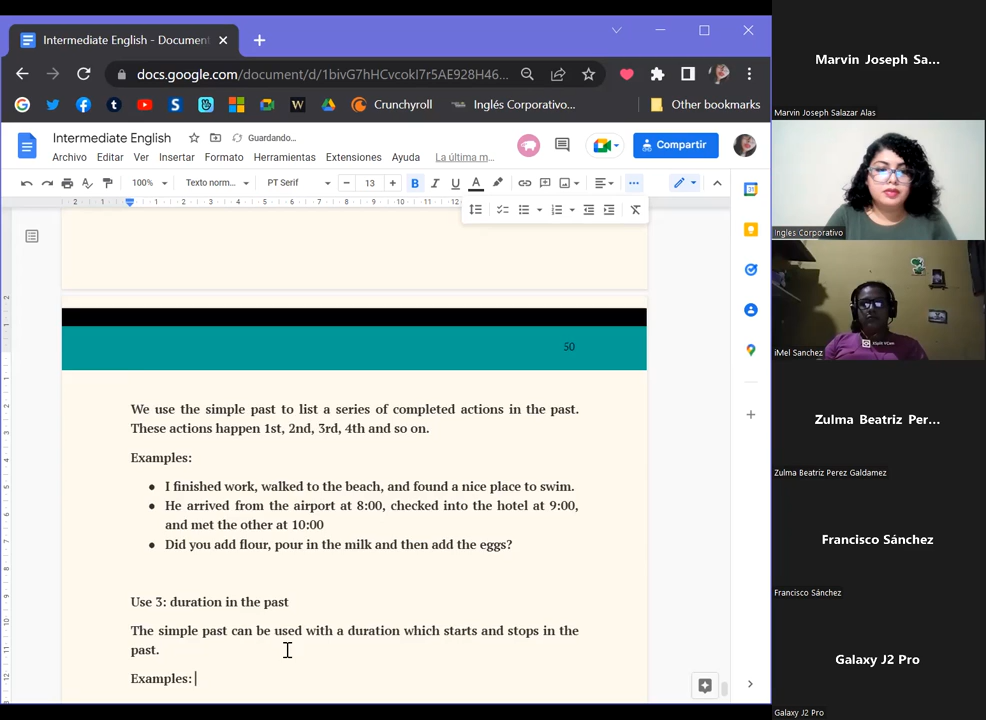 Intermediate English - Document
docs.google.com/document/d/1bivG7hHCvcokI7r5AE928H46...
Crunchyroll
Inglés Corporativo...
Other bookmarks
Intermediate English
Guardando...
Archivo Editar Ver Insertar Formato Herramientas Extensiones Ayuda La última m...
Compartir
100% Texto norm... PT Serif 13
50
We use the simple past to list a series of completed actions in the past.
These actions happen 1st, 2nd, 3rd, 4th and so on.
Examples:
• I finished work, walked to the beach, and found a nice place to swim.
• He arrived from the airport at 8:00, checked into the hotel at 9:00,
and met the other at 10:00
• Did you add flour, pour in the milk and then add the eggs?
Use 3: duration in the past
The simple past can be used with a duration which starts and stops in the
past.
Examples:
Marvin Joseph Sa...
Marvin Joseph Salazar Alas
Ingles Corporativo
iMel Sanchez
Zulma Beatriz Per...
Zulma Beatriz Perez Galdamez
Francisco Sánchez
Francisco Sánchez
Galaxy J2 Pro
Galaxy J2 Pro